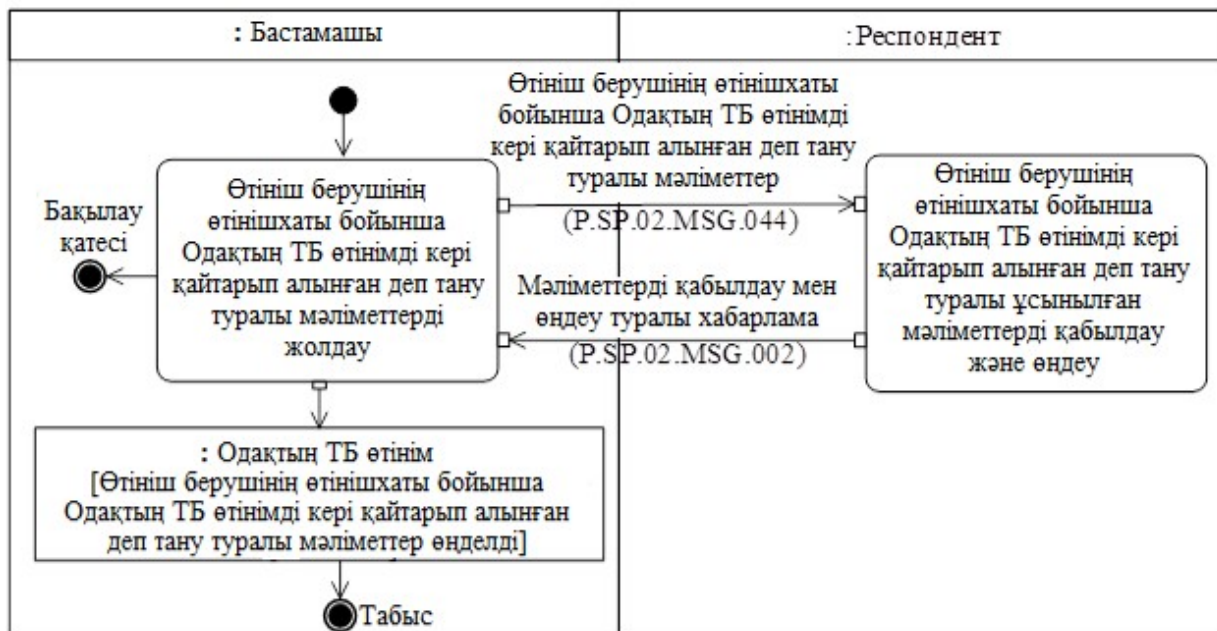 : Бастамашы
:Респондент
Өтініш берушінің өтінішхаты
бойынша Одақтың ТБ өтінімді
кері қайтарып алынған деп тану
туралы мәліметтер
(P.SP.02.MSG.044)
Бақылау
қатесі
Өтініш берушінің
өтінішхаты бойынша
Одақтың ТБ өтінімді кері
қайтарып алынған деп тану
туралы мәліметтерді
жолдау
Өтініш берушінің
өтінішхаты бойынша
Одақтың ТБ өтінімді кері
қайтарып алынған деп тану
туралы ұсынылған
мәліметтерді қабылдау
және өңдеу
Мәліметтерді қабылдау мен
өңдеу туралы хабарлама
(P.SP.02.MSG.002)
: Одақтың ТБ өтінім
[Өтініш берушінің өтінішхаты бойынша
Одақтың ТБ өтінімді кері қайтарып алынған
деп тану туралы мәліметтер өңделді]
Табыс